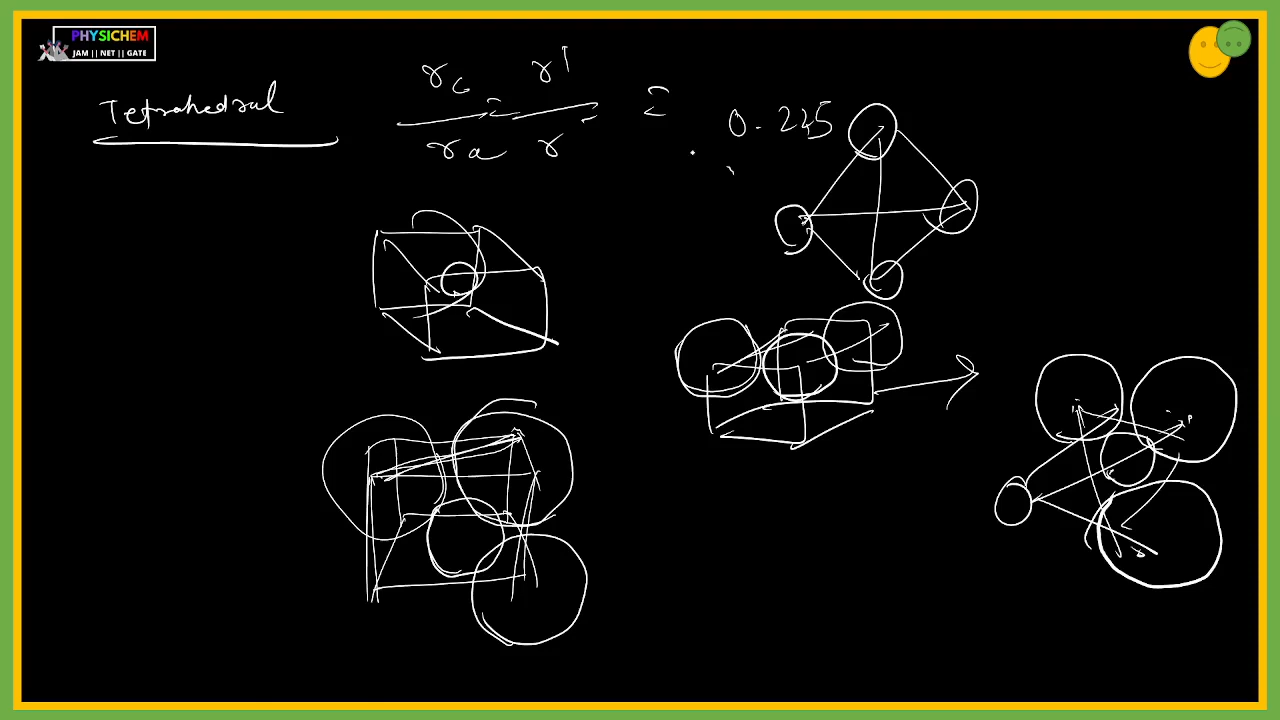 PHYSICHEM
JAM || NET || GATE
Tetrahedral
rc / ra = r' / r = 0.225